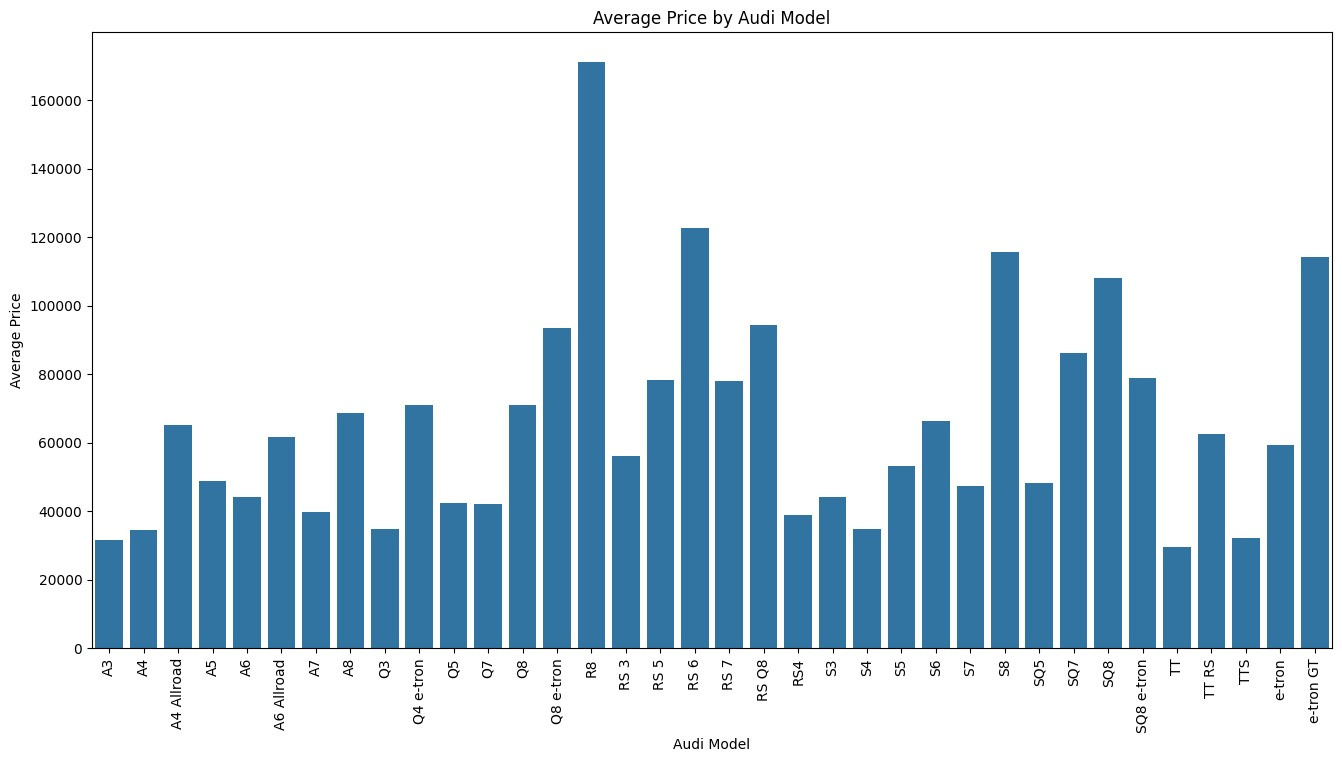 Average Price by Audi Model
Average Price
160000
140000
120000
100000
80000
60000
40000
20000
0
A3
A4
A4 Allroad
A5
A6
A6 Allroad
A7
A8
Q3
Q4 e-tron
Q5
Q7
Q8
Q8 e-tron
R8
RS 3
RS 5
RS 6
RS 7
RS Q8
RS4
S3
S4
S5
S6
S7
S8
SQ5
SQ7
SQ8
SQ8 e-tron
TT
TT RS
TTS
e-tron
e-tron GT
Audi Model